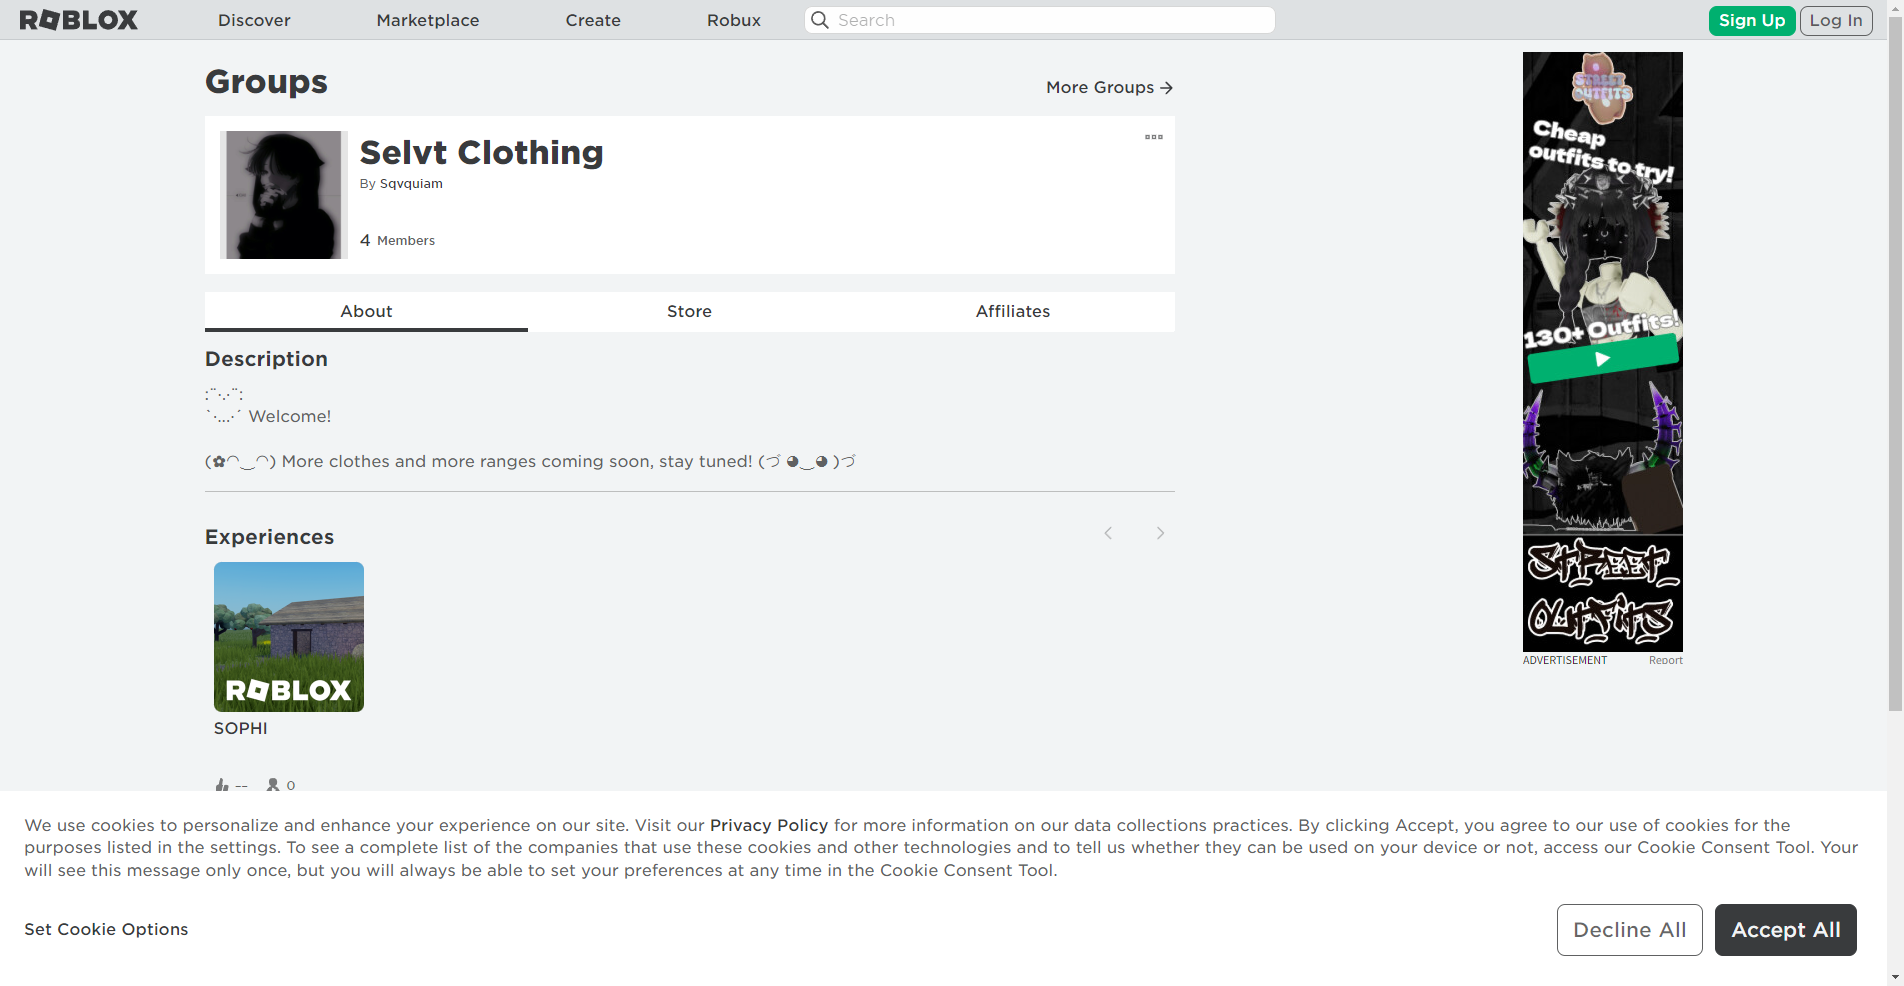 ROBLOX
Discover
Marketplace
Create
Robux
Search
Sign Up
Log In
Groups
More Groups
Selvt Clothing
By Sqvquiam
4 Members
About
Store
Affiliates
Description
:¨·.·¨:
`·...·´ Welcome!
(✿◠‿◠) More clothes and more ranges coming soon, stay tuned! (づ ◕‿◕ )づ
Experiences
ROBLOX
SOPHI
-- 0
STREET
OUTFITS
Cheap
outfits to try!
130+ Outfits!
STREET
OUTFITS
ADVERTISEMENT
Report
We use cookies to personalize and enhance your experience on our site. Visit our Privacy Policy for more information on our data collections practices. By clicking Accept, you agree to our use of cookies for the
purposes listed in the settings. To see a complete list of the companies that use these cookies and other technologies and to tell us whether they can be used on your device or not, access our Cookie Consent Tool. Your
will see this message only once, but you will always be able to set your preferences at any time in the Cookie Consent Tool.
Set Cookie Options
Decline All
Accept All